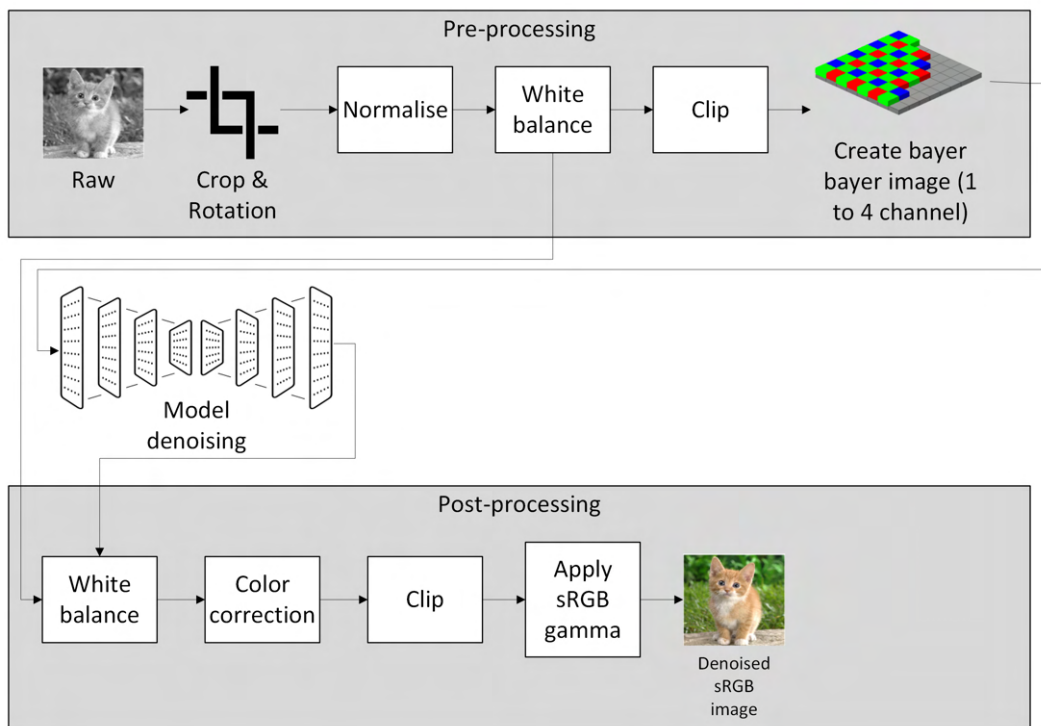 Pre-processing
Raw
Crop &
Rotation
Normalise
White
balance
Clip
Create bayer
bayer image (1
to 4 channel)
Model
denoising
Post-processing
White
balance
Color
correction
Clip
Apply
sRGB
gamma
Denoised
sRGB
image